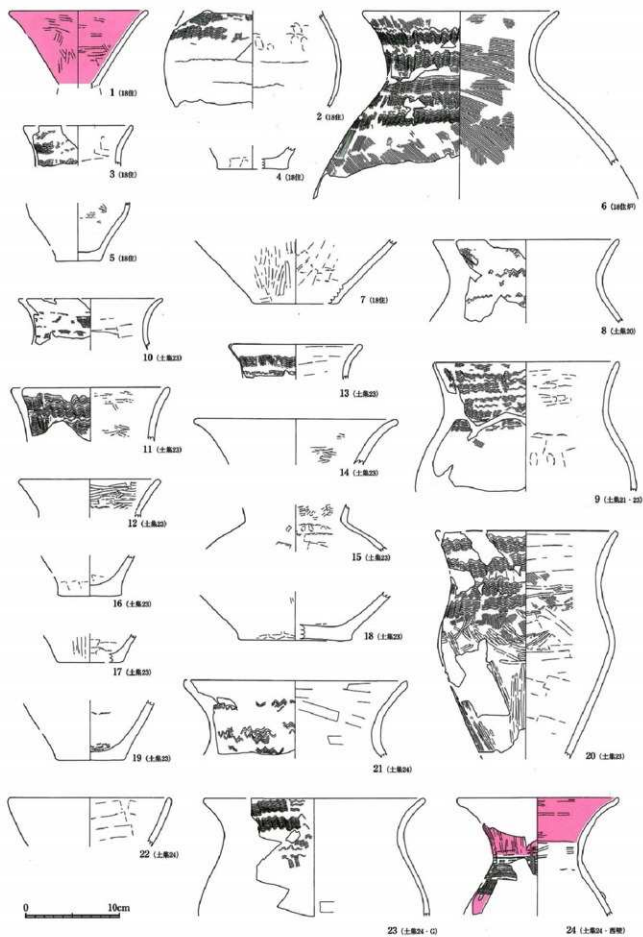 1 (18住)
2 (18住)
3 (18住)
4 (18住)
5 (18住)
6 (18住炉)
7 (18住)
8 (土集20)
9 (土集21・23)
10 (土集23)
11 (土集23)
12 (土集23)
13 (土集23)
14 (土集23)
15 (土集23)
16 (土集23)
17 (土集23)
18 (土集23)
19 (土集23)
20 (土集23)
21 (土集24)
22 (土集24)
23 (土集24・G)
24 (土集24・西壁)
0 10cm